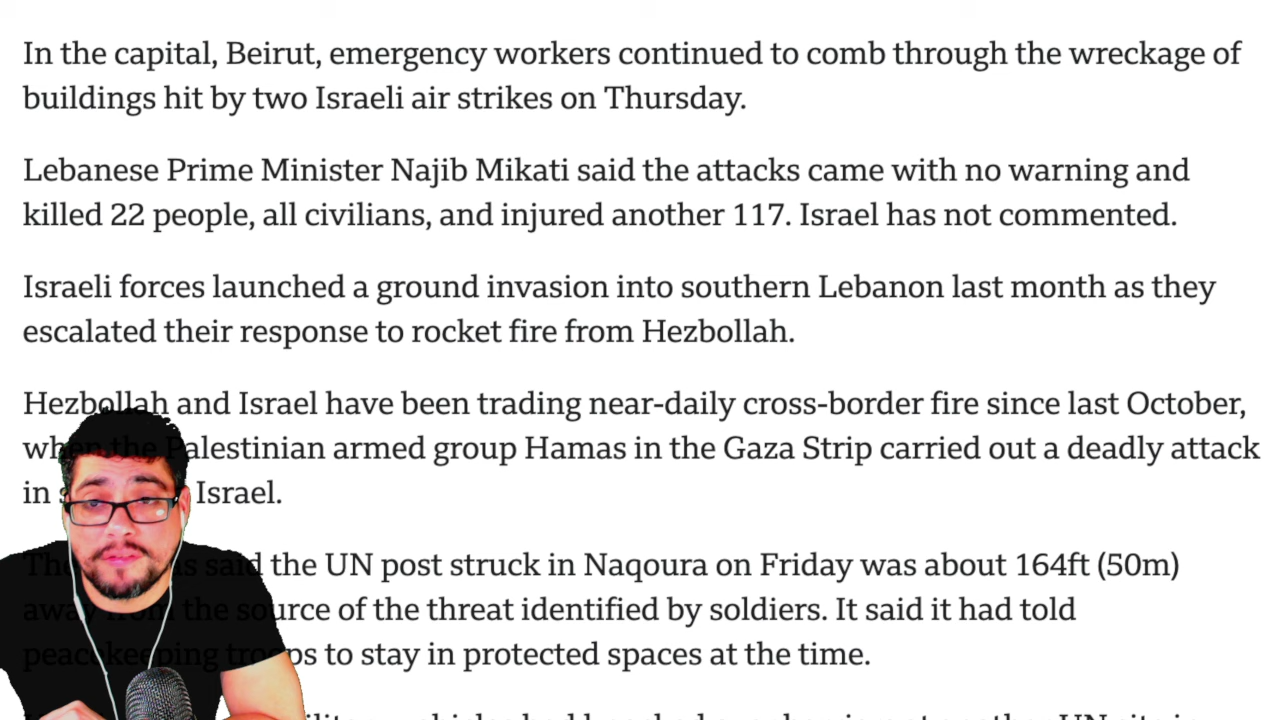 In the capital, Beirut, emergency workers continued to comb through the wreckage of
buildings hit by two Israeli air strikes on Thursday.
Lebanese Prime Minister Najib Mikati said the attacks came with no warning and
killed 22 people, all civilians, and injured another 117. Israel has not commented.
Israeli forces launched a ground invasion into southern Lebanon last month as they
escalated their response to rocket fire from Hezbollah.
Hezbollah and Israel have been trading near-daily cross-border fire since last October,
when the Palestinian armed group Hamas in the Gaza Strip carried out a deadly attack
in Israel.
said the UN post struck in Naqoura on Friday was about 164ft (50m)
away from the source of the threat identified by soldiers. It said it had told
peacekeeping troops to stay in protected spaces at the time.